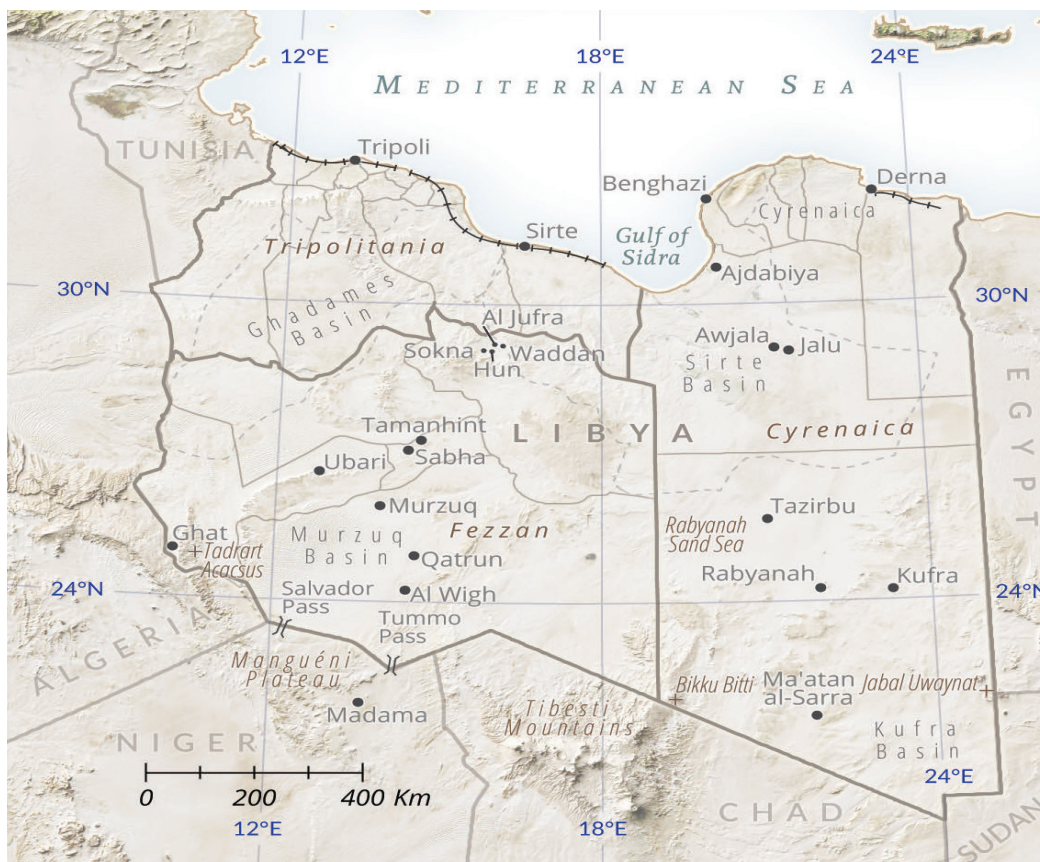 12°E
18°E
24°E
MEDITERRANEAN SEA
TUNISIA
Tripoli
Benghazi
Derna
Cyrenaica
Tripolitania
Sirte
Gulf of
Sidra
Ajdabiya
30°N
30°N
Ghadames
Basin
Al Jufra
Sokna
Waddan
Hun
Awjala
Jalu
Sirte
Basin
EGYPT
Tamanhint
LIBYA
Cyrenaica
Sabha
Ubari
Murzuq
Fezzan
Tazirbu
Ghat
Tadrart
Acacsus
Murzuq
Basin
Qatrun
Rabyanah
Sand Sea
Rabyanah
Kufra
24°N
24°N
Salvador
Pass
Al Wigh
Tummo
Pass
ALGERIA
Manguéni
Plateau
Madama
Tibesti
Mountains
Bikku Bitti
Ma'atan
al-Sarra
Jabal Uwaynat
Kufra
Basin
NIGER
0 200 400 Km
CHAD
24°E
SUDAN
12°E
18°E